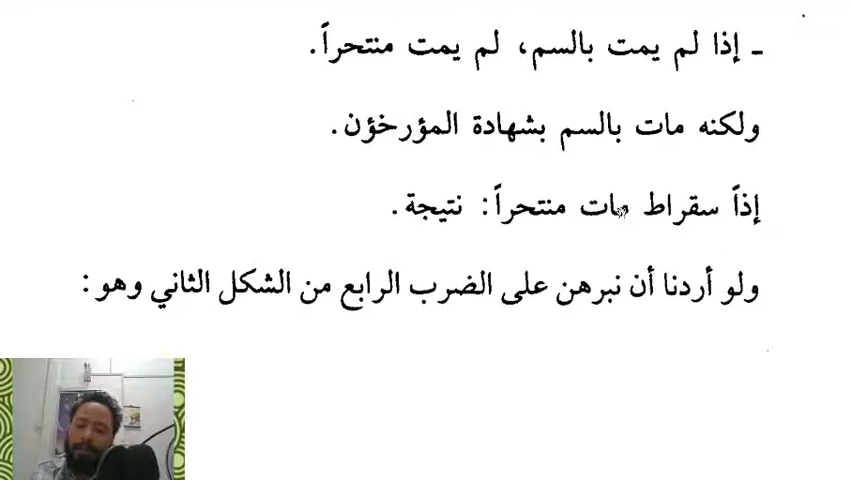 ـ إذا لم يمت بالسم، لم يمت منتحراً.
ولكنه مات بالسم بشهادة المؤرخؤن.
إذاً سقراط مات منتحراً: نتيجة.
ولو أردنا أن نبرهن على الضرب الرابع من الشكل الثاني وهو: